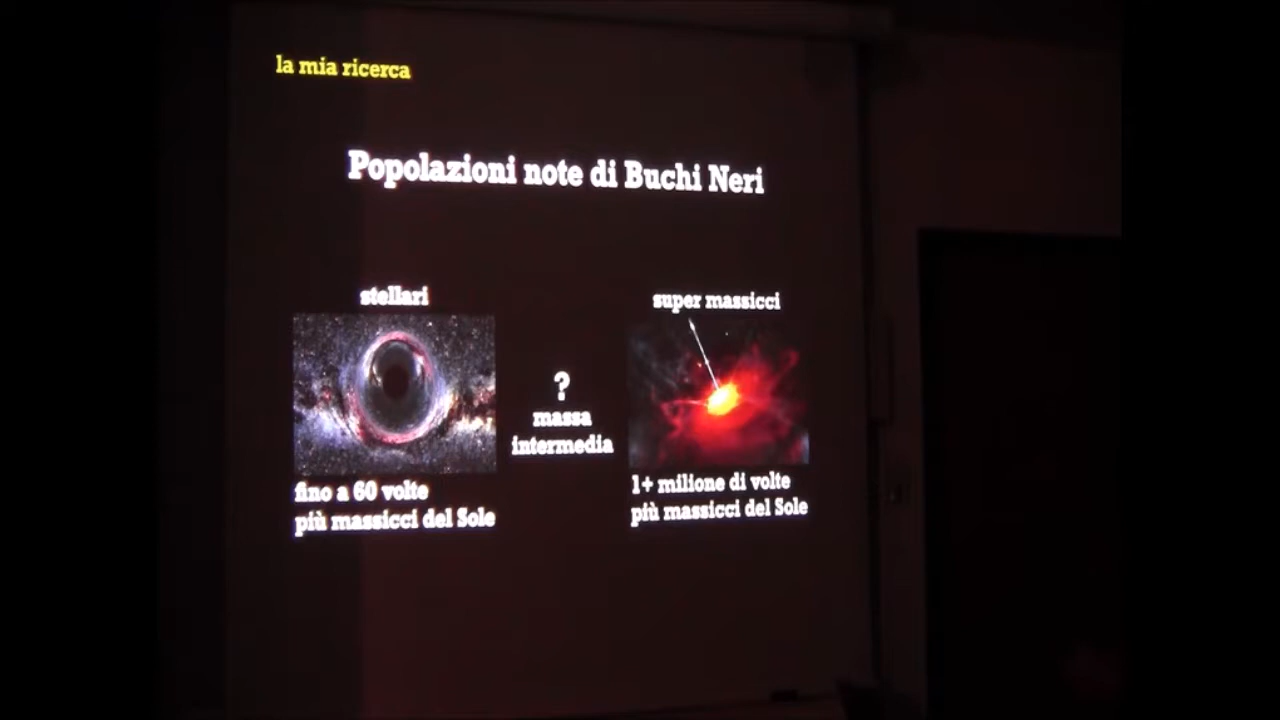 la mia ricerca
Popolazioni note di Buchi Neri
stellari
fino a 60 volte
più massicci del Sole
?
massa
intermedia
super massicci
1+ milione di volte
più massicci del Sole